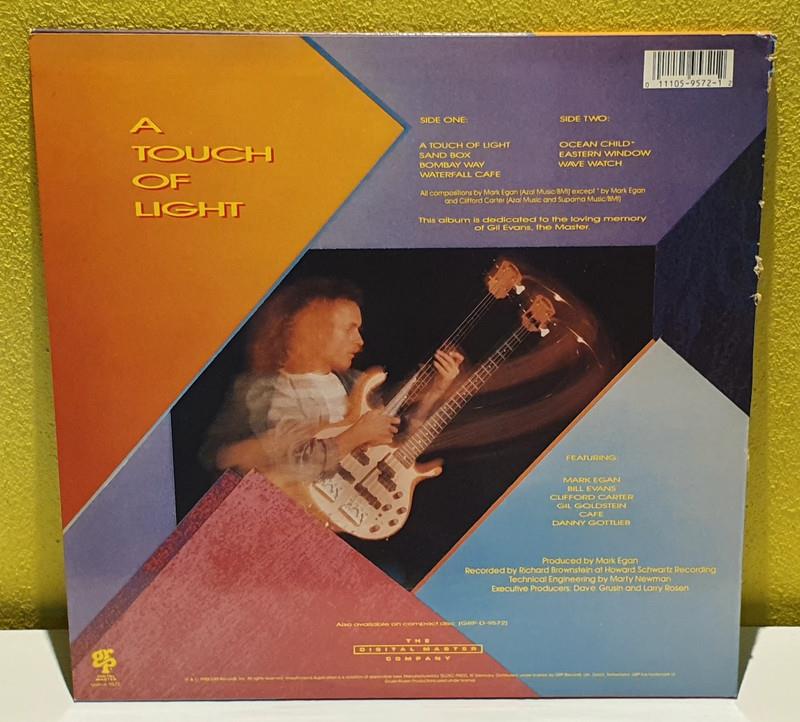 0 11105-9572-1 2
A
TOUCH
OF
LIGHT
SIDE ONE:
A TOUCH OF LIGHT
SAND BOX
BOMBAY WAY
WATERFALL CAFE
SIDE TWO:
OCEAN CHILD*
EASTERN WINDOW
WAVE WATCH
All compositions by Mark Egan (Azal Music/BMI) except * by Mark Egan
and Clifford Carter (Azal Music and Suparna Music/BMI)
This album is dedicated to the loving memory
of Gil Evans, the Master.
FEATURING:
MARK EGAN
BILL EVANS
CLIFFORD CARTER
GIL GOLDSTEIN
CAFE
DANNY GOTTLIEB
Produced by Mark Egan
Recorded by Richard Brownstein at Howard Schwartz Recording
Technical Engineering by Marty Newman
Executive Producers: Dave Grusin and Larry Rosen
Also available on compact disc (GRP-D-9572)
THE
DIGITAL MASTER
COMPANY
grp
DIGITAL
MASTER